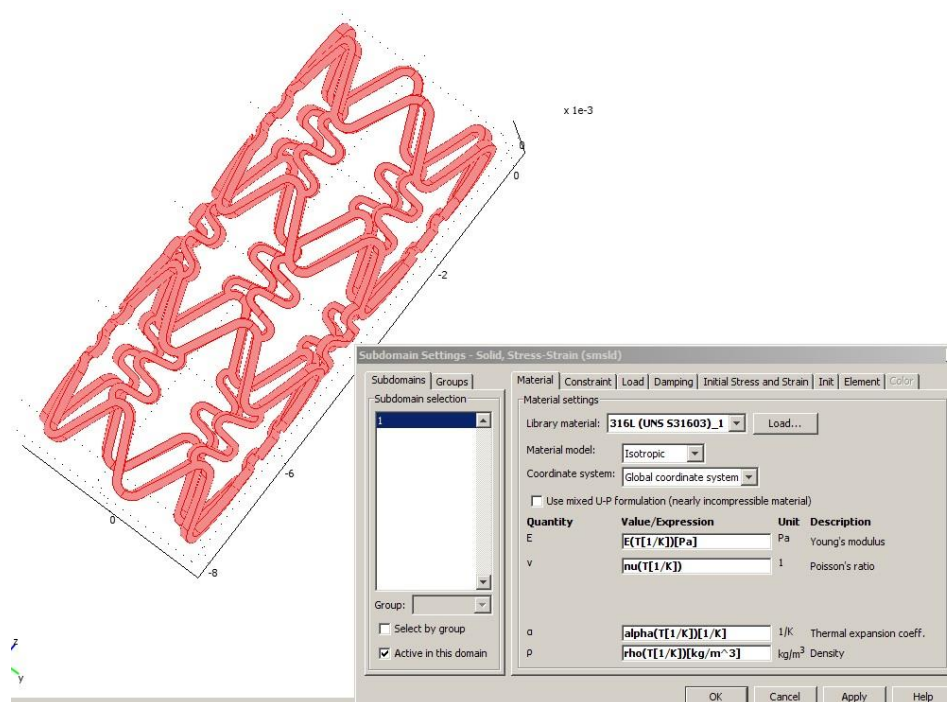 x 1e-3
0
0
-2
-6
0
-8
z
y
Subdomain Settings - Solid, Stress-Strain (smsld)
Subdomains Groups
Subdomain selection
1
Group:
Select by group
Active in this domain
Material Constraint Load Damping Initial Stress and Strain Init Element Color
Material settings
Library material: 316L (UNS S31603)_1 Load...
Material model: Isotropic
Coordinate system: Global coordinate system
Use mixed U-P formulation (nearly incompressible material)
Quantity Value/Expression Unit Description
E E(T[1/K])[Pa] Pa Young's modulus
ν nu(T[1/K]) 1 Poisson's ratio
α alpha(T[1/K])[1/K] 1/K Thermal expansion coeff.
ρ rho(T[1/K])[kg/m^3] kg/m³ Density
OK Cancel Apply Help